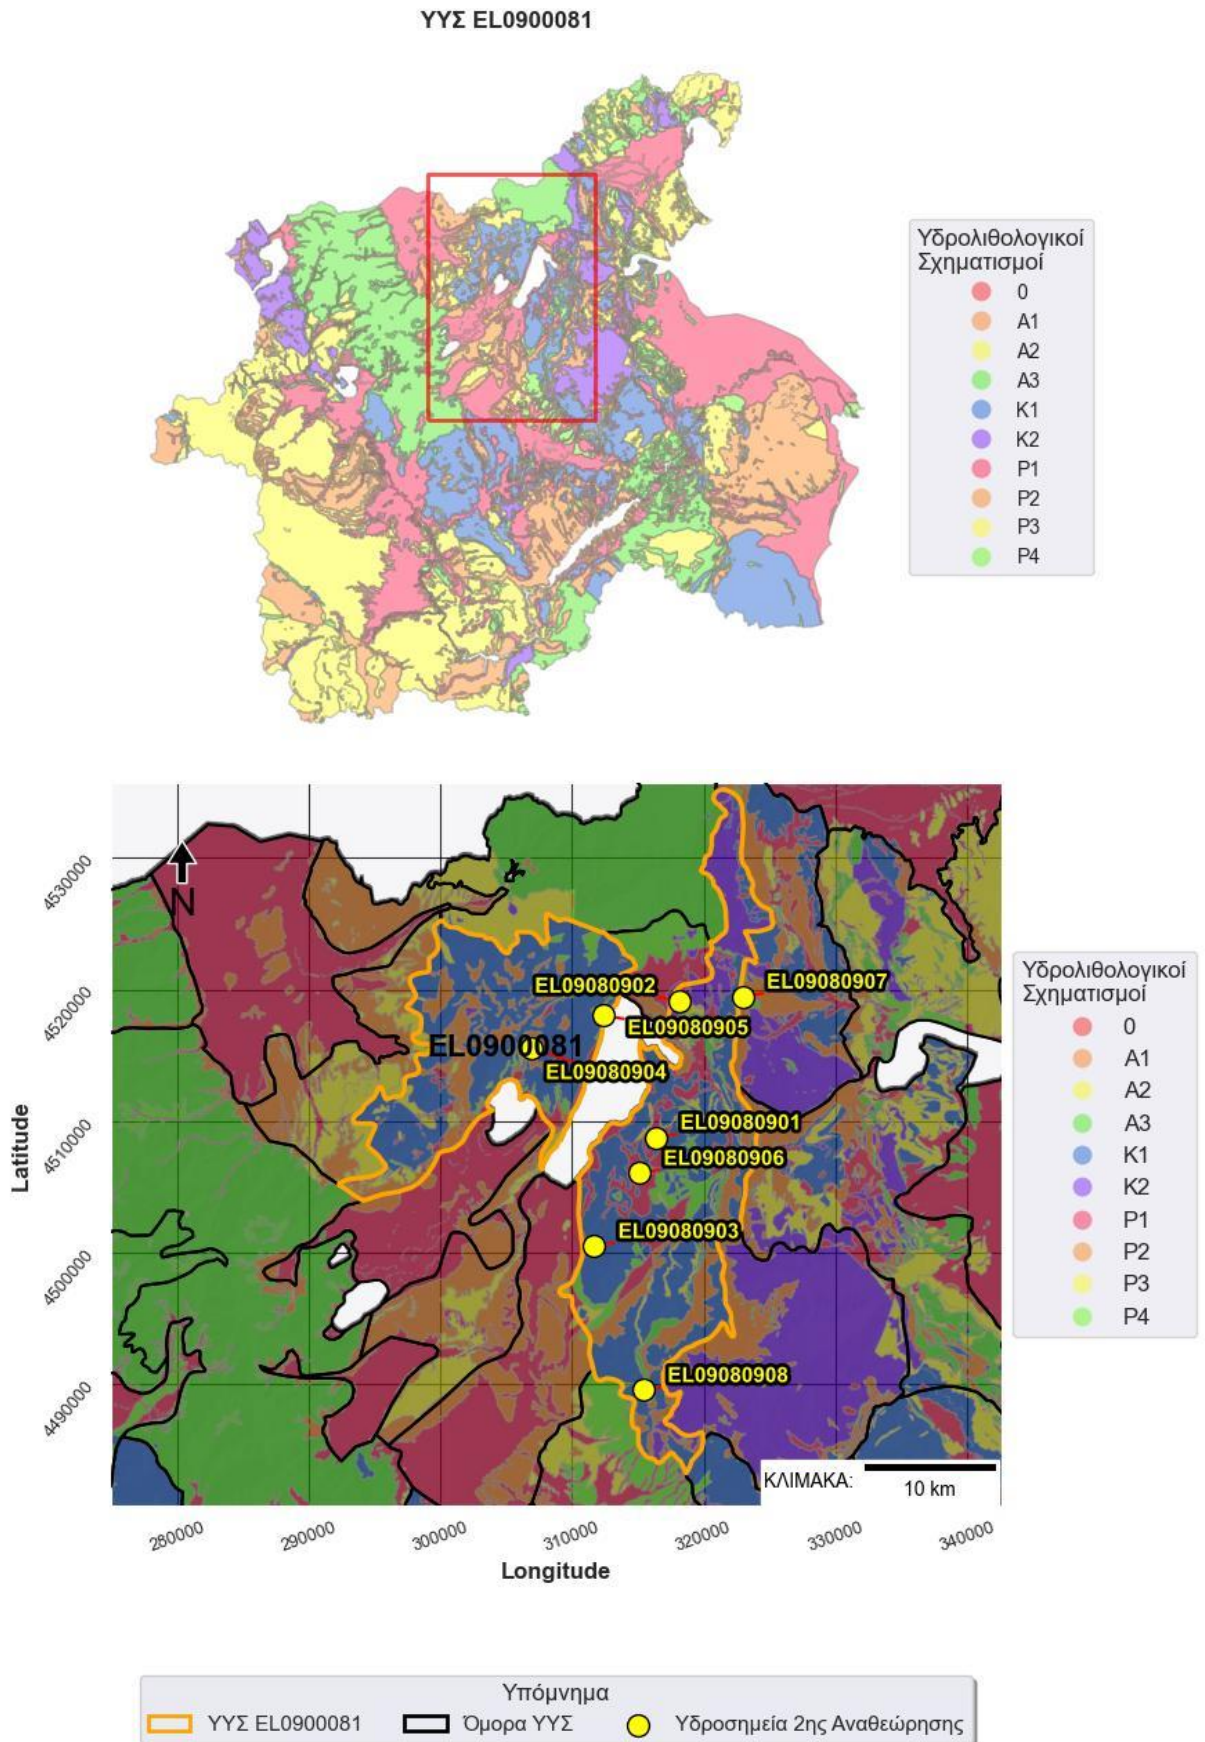 ΥΥΣ EL0900081
Υδρολιθολογικοί
Σχηματισμοί
0
A1
A2
A3
K1
K2
P1
P2
P3
P4
4530000
4520000
4510000
4500000
4490000
Latitude
N
EL09080902
EL09080907
EL09080905
EL0900081
EL09080904
EL09080901
EL09080906
EL09080903
EL09080908
ΚΛΙΜΑΚΑ:
10 km
280000
290000
300000
310000
320000
330000
340000
Longitude
Υδρολιθολογικοί
Σχηματισμοί
0
A1
A2
A3
K1
K2
P1
P2
P3
P4
Υπόμνημα
ΥΥΣ EL0900081
Όμορα ΥΥΣ
Υδροσημεία 2ης Αναθεώρησης